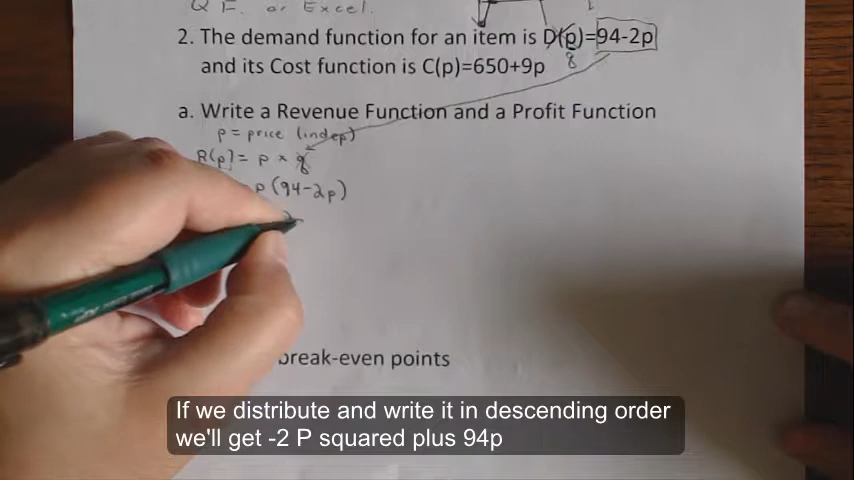 Q F. or Excel.
2. The demand function for an item is D(p)=94-2p
q
and its Cost function is C(p)=650+9p
a. Write a Revenue Function and a Profit Function
p = price (indep)
R(p)= p × q
p (94-2p)
break-even points
If we distribute and write it in descending order
we'll get -2 P squared plus 94p